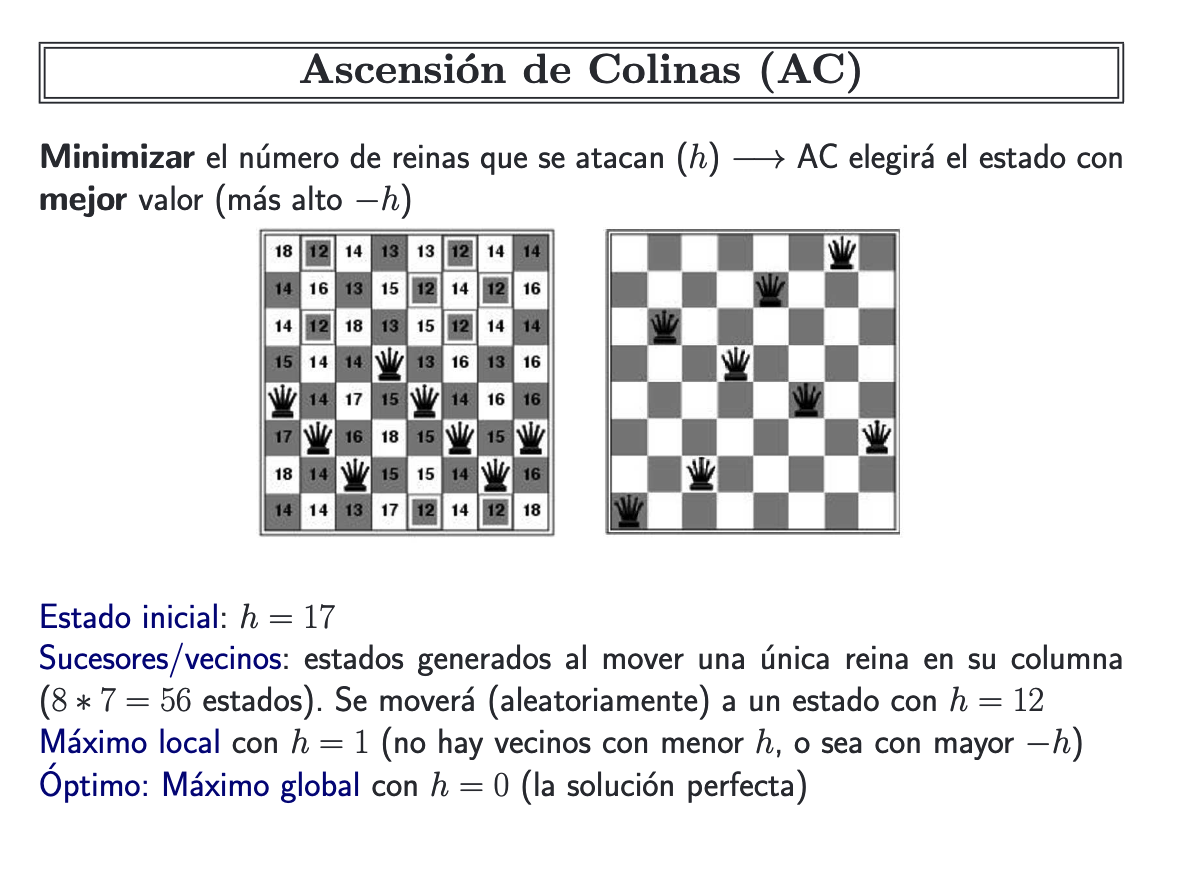 Ascensión de Colinas (AC)
Minimizar el número de reinas que se atacan (h) ⟶ AC elegirá el estado con
mejor valor (más alto −h)
18 12 14 13 13 12 14 14
14 16 13 15 12 14 12 16
14 12 18 13 15 12 14 14
15 14 14 13 16 13 16
14 17 15 14 16 16
17 16 18 15 15
18 14 15 15 14 16
14 14 13 17 12 14 12 18
Estado inicial: h = 17
Sucesores/vecinos: estados generados al mover una única reina en su columna
(8 ∗ 7 = 56 estados). Se moverá (aleatoriamente) a un estado con h = 12
Máximo local con h = 1 (no hay vecinos con menor h, o sea con mayor −h)
Óptimo: Máximo global con h = 0 (la solución perfecta)